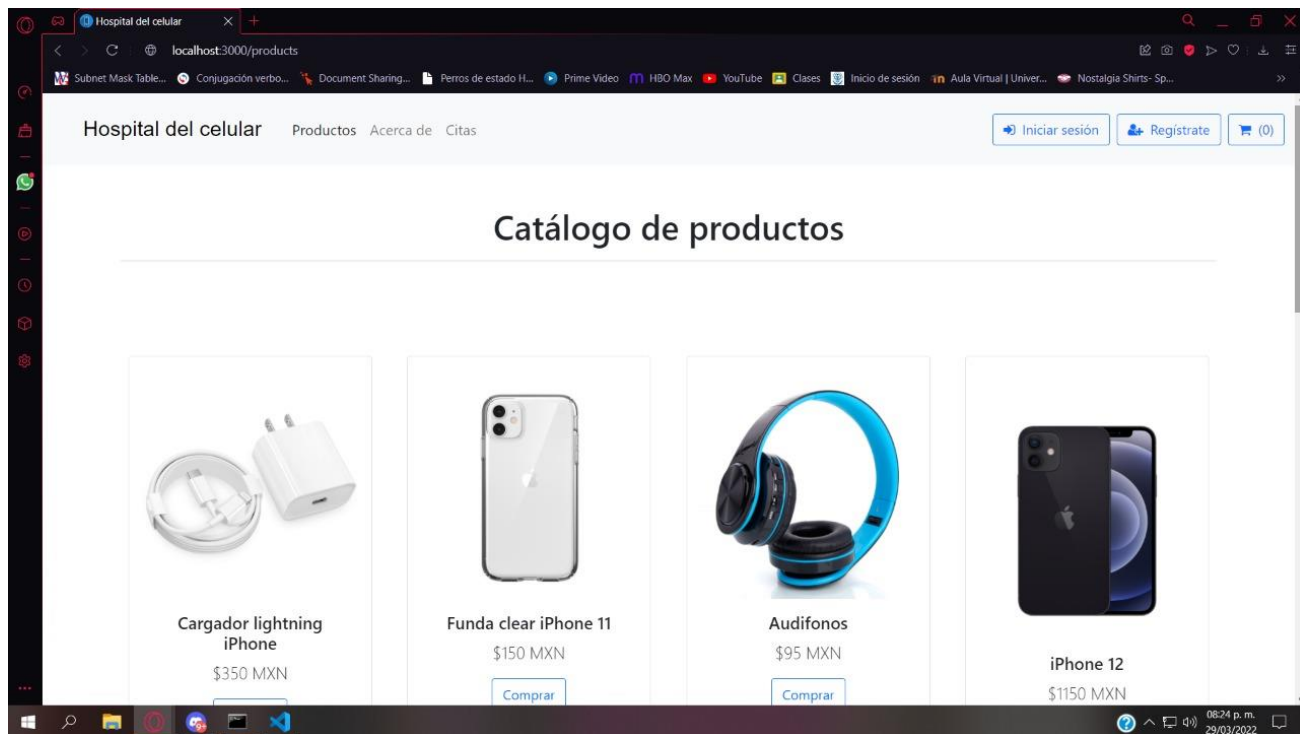 Hospital del celular
localhost:3000/products
Subnet Mask Table... Conjugación verbo... Document Sharing... Perros de estado H... Prime Video HBO Max YouTube Clases Inicio de sesión Aula Virtual | Univer... Nostalgia Shirts- Sp...
Hospital del celular Productos Acerca de Citas Iniciar sesión Regístrate (0)
Catálogo de productos
Cargador lightning
iPhone
$350 MXN
Funda clear iPhone 11
$150 MXN
Comprar
Audifonos
$95 MXN
Comprar
iPhone 12
$1150 MXN
08:24 p. m.
29/03/2022